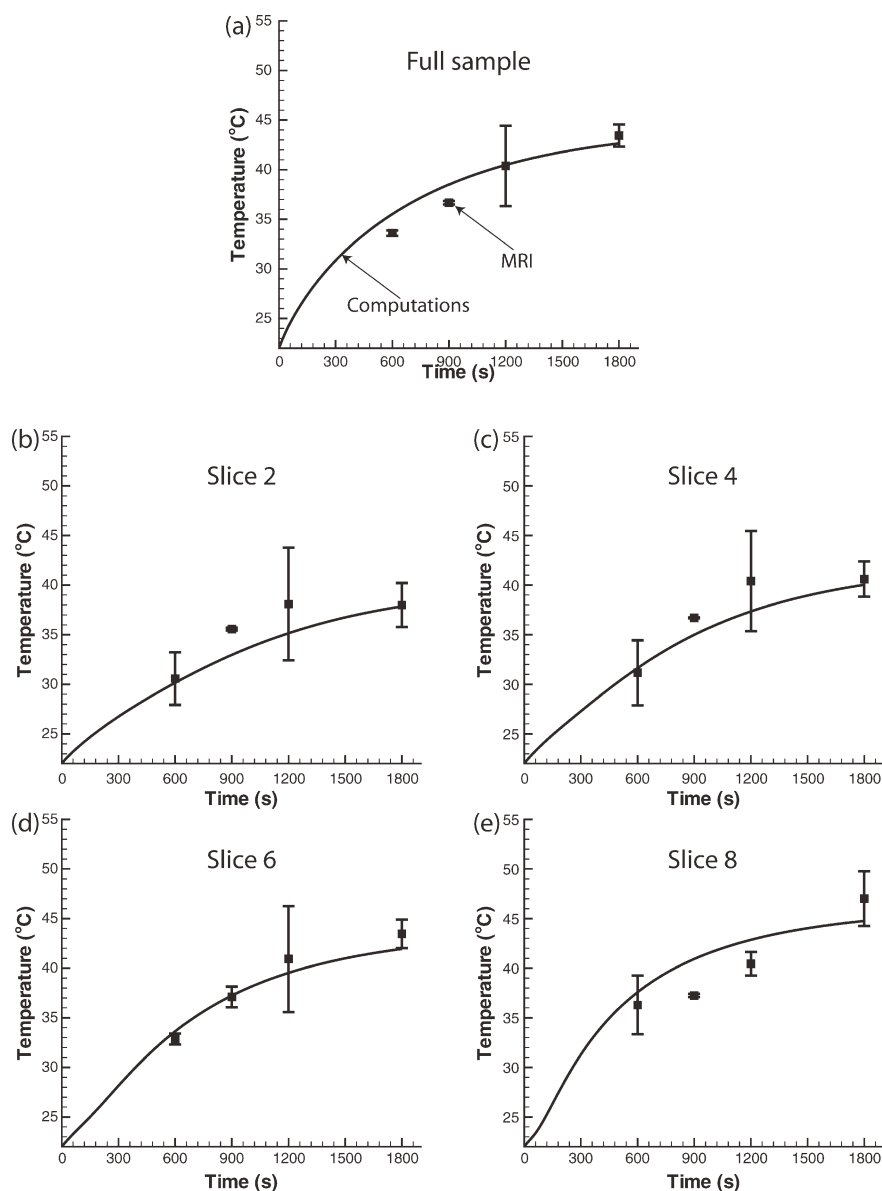 (a)
Full sample
Temperature (°C)
55
50
45
40
35
30
25
MRI
Computations
0 300 600 900 1200 1500 1800
Time (s)
(b)
Slice 2
Temperature (°C)
55
50
45
40
35
30
25
0 300 600 900 1200 1500 1800
Time (s)
(c)
Slice 4
Temperature (°C)
55
50
45
40
35
30
25
0 300 600 900 1200 1500 1800
Time (s)
(d)
Slice 6
Temperature (°C)
55
50
45
40
35
30
25
0 300 600 900 1200 1500 1800
Time (s)
(e)
Slice 8
Temperature (°C)
55
50
45
40
35
30
25
0 300 600 900 1200 1500 1800
Time (s)